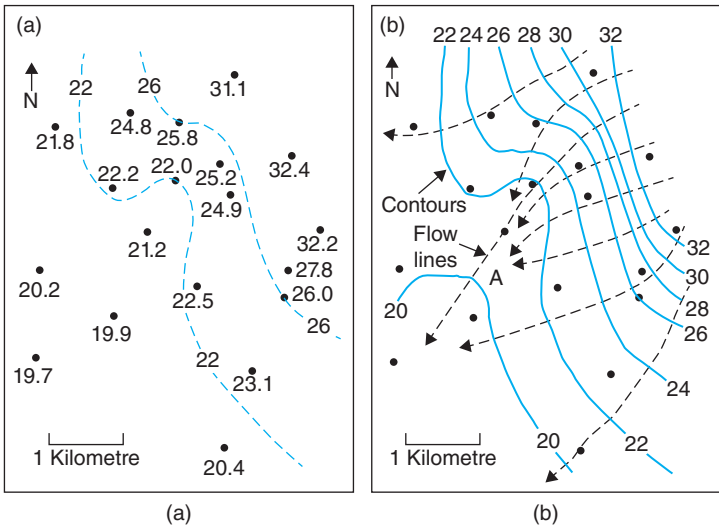 (a)
N
22
26
31.1
21.8
24.8
25.8
22.2
22.0
25.2
32.4
24.9
21.2
32.2
27.8
20.2
22.5
26.0
19.9
26
19.7
22
23.1
20.4
1 Kilometre
(a)
(b)
22 24 26 28 30 32
N
Contours
Flow
lines
A
32
30
28
26
20
24
20
22
1 Kilometre
(b)